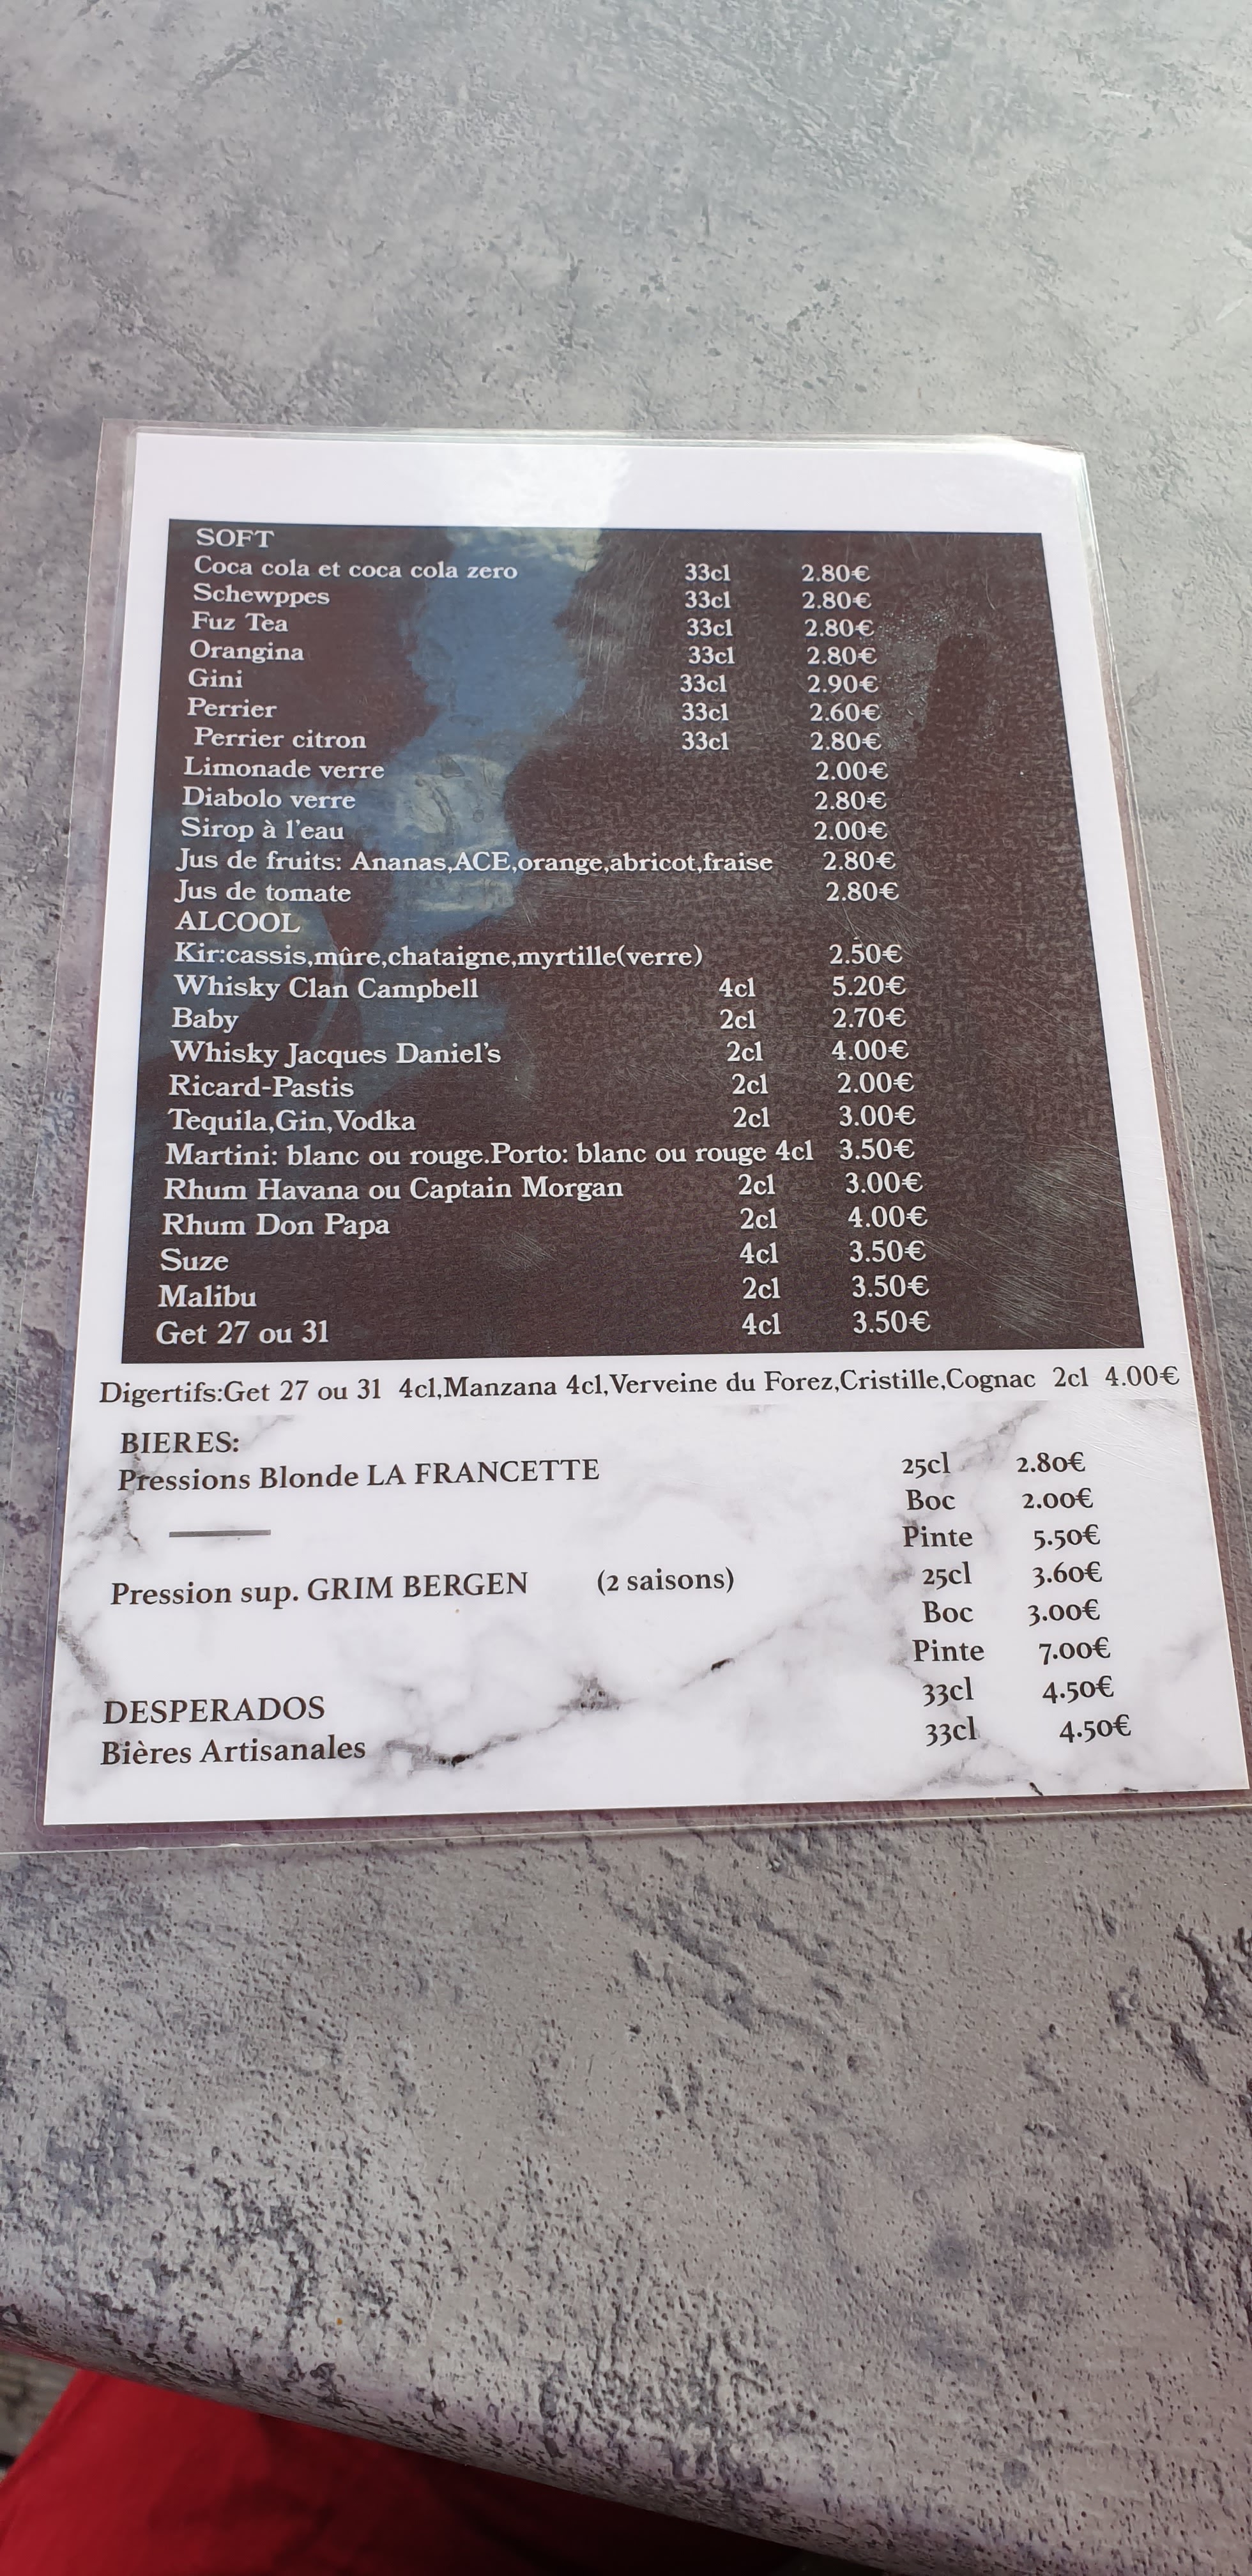 SOFT
Coca cola et coca cola zero 33cl 2.80€
Schewppes 33cl 2.80€
Fuz Tea 33cl 2.80€
Orangina 33cl 2.80€
Gini 33cl 2.90€
Perrier 33cl 2.60€
Perrier citron 33cl 2.80€
Limonade verre 2.00€
Diabolo verre 2.80€
Sirop à l'eau 2.00€
Jus de fruits: Ananas,ACE,orange,abricot,fraise 2.80€
Jus de tomate 2.80€
ALCOOL
Kir:cassis,mûre,chataigne,myrtille(verre) 2.50€
Whisky Clan Campbell 4cl 5.20€
Baby 2cl 2.70€
Whisky Jacques Daniel's 2cl 4.00€
Ricard-Pastis 2cl 2.00€
Tequila,Gin,Vodka 2cl 3.00€
Martini: blanc ou rouge.Porto: blanc ou rouge 4cl 3.50€
Rhum Havana ou Captain Morgan 2cl 3.00€
Rhum Don Papa 2cl 4.00€
Suze 4cl 3.50€
Malibu 2cl 3.50€
Get 27 ou 31 4cl 3.50€
Digertifs:Get 27 ou 31 4cl,Manzana 4cl,Verveine du Forez,Cristille,Cognac 2cl 4.00€
BIERES:
Pressions Blonde LA FRANCETTE 25cl 2.80€
Boc 2.00€
Pinte 5.50€
Pression sup. GRIM BERGEN (2 saisons) 25cl 3.60€
Boc 3.00€
Pinte 7.00€
DESPERADOS 33cl 4.50€
Bières Artisanales 33cl 4.50€